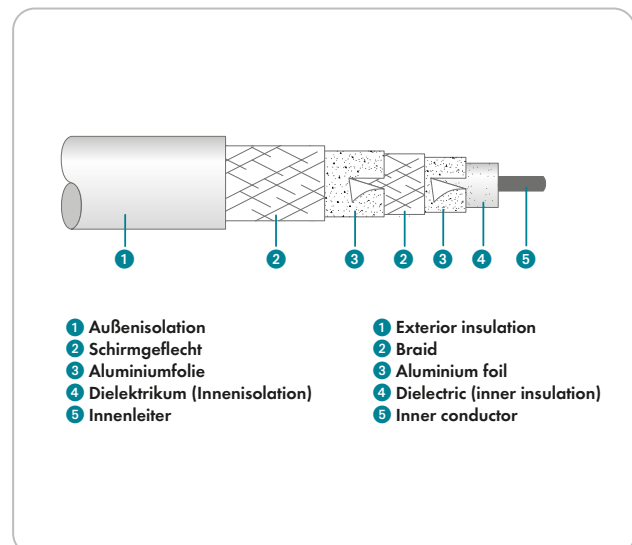 1 2 3 2 3 4 5
1 Außenisolation
2 Schirmgeflecht
3 Aluminiumfolie
4 Dielektrikum (Innenisolation)
5 Innenleiter
1 Exterior insulation
2 Braid
3 Aluminium foil
4 Dielectric (inner insulation)
5 Inner conductor